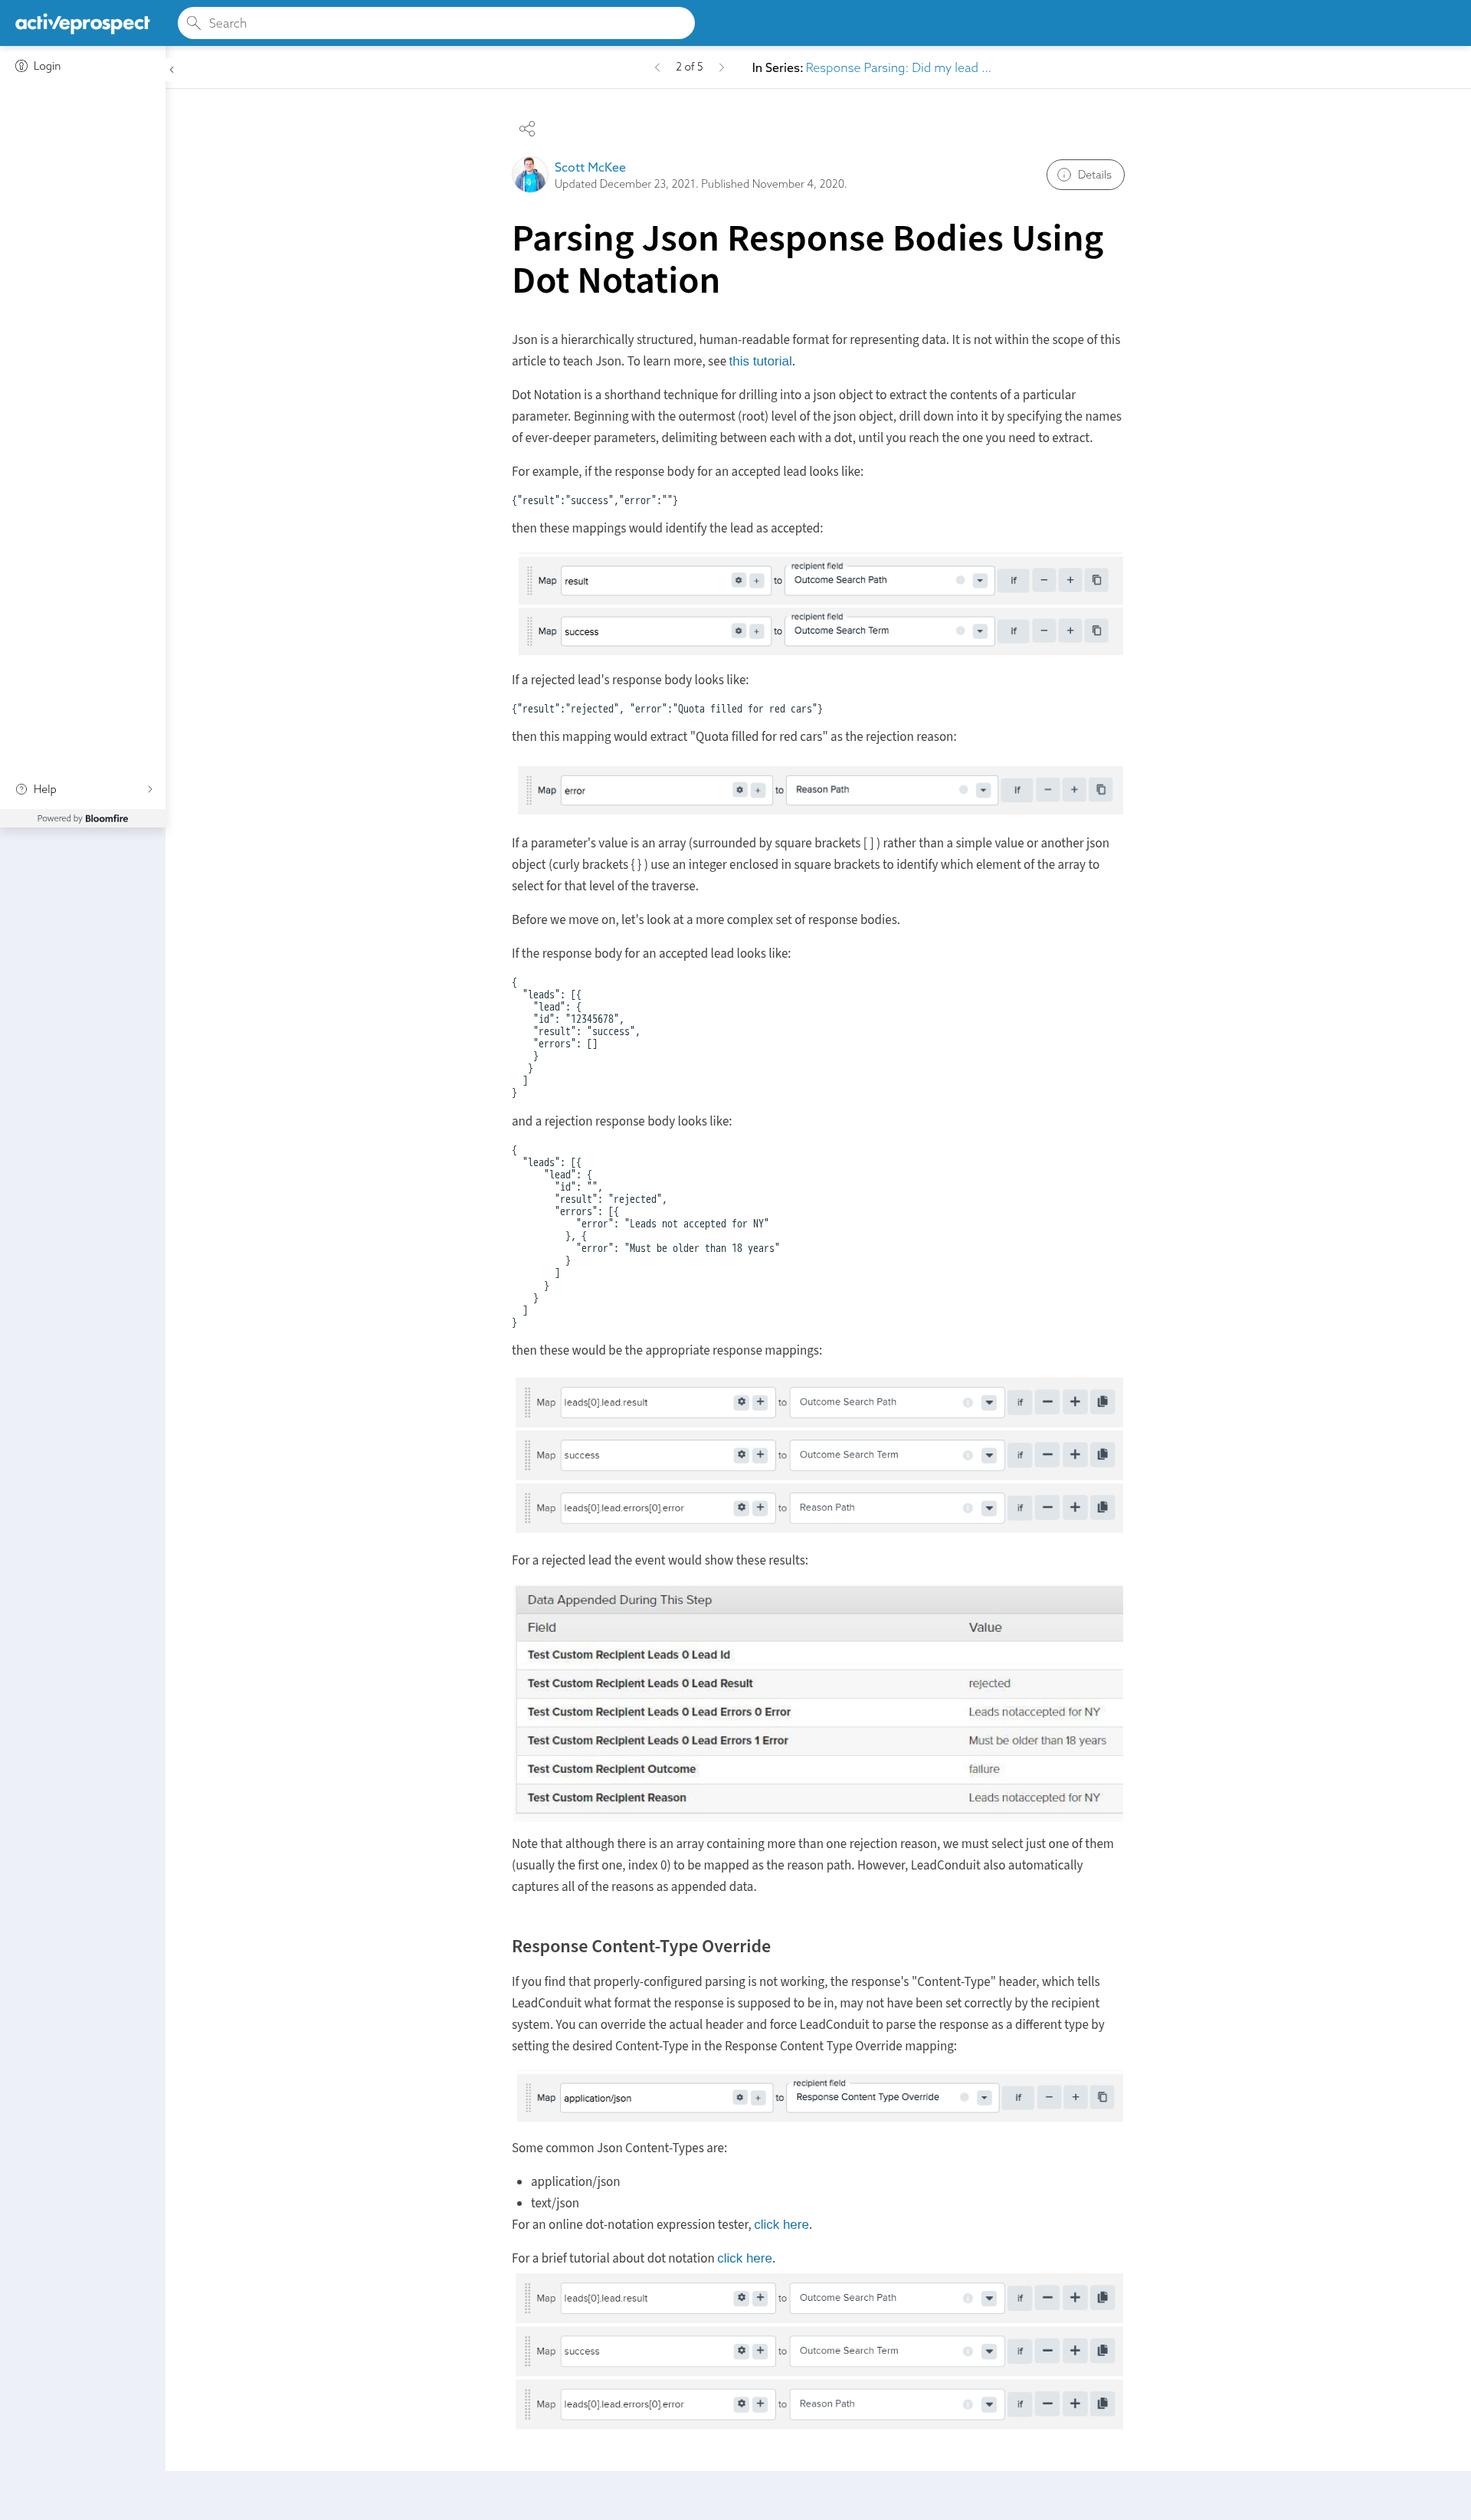 activeprospect
Search
Login
2 of 5
In Series: Response Parsing: Did my lead ...
Scott McKee
Updated December 23, 2021. Published November 4, 2020.
Details
Parsing Json Response Bodies Using
Dot Notation
Json is a hierarchically structured, human-readable format for representing data. It is not within the scope of this
article to teach Json. To learn more, see this tutorial.
Dot Notation is a shorthand technique for drilling into a json object to extract the contents of a particular
parameter. Beginning with the outermost (root) level of the json object, drill down into it by specifying the names
of ever-deeper parameters, delimiting between each with a dot, until you reach the one you need to extract.
For example, if the response body for an accepted lead looks like:
{"result":"success","error":""}
then these mappings would identify the lead as accepted:
Map result + to recipient field Outcome Search Path if − +
Map success + to recipient field Outcome Search Term if − +
If a rejected lead's response body looks like:
{"result":"rejected", "error":"Quota filled for red cars"}
then this mapping would extract "Quota filled for red cars" as the rejection reason:
Map error + to Reason Path if − +
Help
Powered by Bloomfire
If a parameter's value is an array (surrounded by square brackets [ ] ) rather than a simple value or another json
object (curly brackets { } ) use an integer enclosed in square brackets to identify which element of the array to
select for that level of the traverse.
Before we move on, let's look at a more complex set of response bodies.
If the response body for an accepted lead looks like:
{
"leads": [{
"lead": {
"id": "12345678",
"result": "success",
"errors": []
}
}
]
}
and a rejection response body looks like:
{
"leads": [{
"lead": {
"id": "",
"result": "rejected",
"errors": [{
"error": "Leads not accepted for NY"
}, {
"error": "Must be older than 18 years"
}
]
}
}
]
}
then these would be the appropriate response mappings:
Map leads[0].lead.result + to Outcome Search Path if − +
Map success + to Outcome Search Term if − +
Map leads[0].lead.errors[0].error + to Reason Path if − +
For a rejected lead the event would show these results:
Data Appended During This Step
Field Value
Test Custom Recipient Leads 0 Lead Id
Test Custom Recipient Leads 0 Lead Result rejected
Test Custom Recipient Leads 0 Lead Errors 0 Error Leads notaccepted for NY
Test Custom Recipient Leads 0 Lead Errors 1 Error Must be older than 18 years
Test Custom Recipient Outcome failure
Test Custom Recipient Reason Leads notaccepted for NY
Note that although there is an array containing more than one rejection reason, we must select just one of them
(usually the first one, index 0) to be mapped as the reason path. However, LeadConduit also automatically
captures all of the reasons as appended data.
Response Content-Type Override
If you find that properly-configured parsing is not working, the response's "Content-Type" header, which tells
LeadConduit what format the response is supposed to be in, may not have been set correctly by the recipient
system. You can override the actual header and force LeadConduit to parse the response as a different type by
setting the desired Content-Type in the Response Content Type Override mapping:
Map application/json + to recipient field Response Content Type Override if − +
Some common Json Content-Types are:
application/json
text/json
For an online dot-notation expression tester, click here.
For a brief tutorial about dot notation click here.
Map leads[0].lead.result + to Outcome Search Path if − +
Map success + to Outcome Search Term if − +
Map leads[0].lead.errors[0].error + to Reason Path if − +